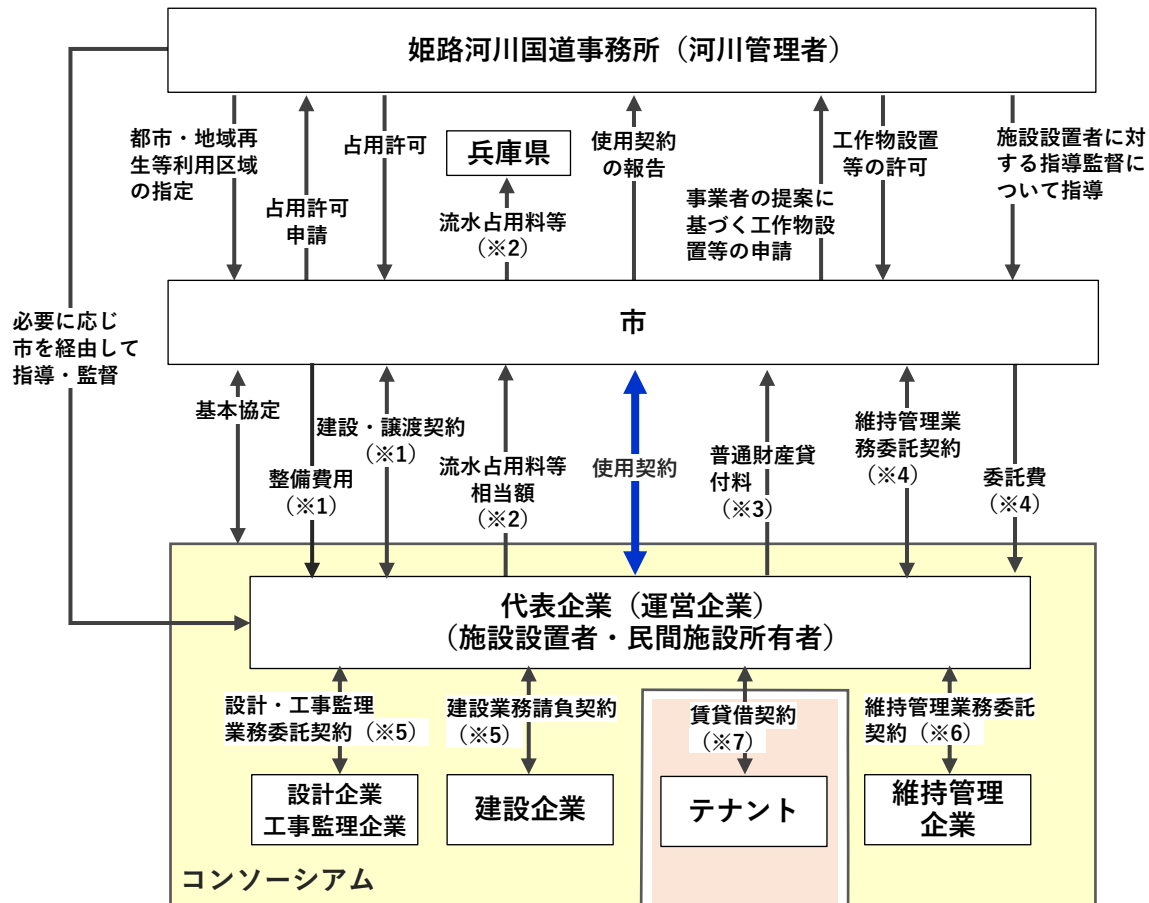 姫路河川国道事務所（河川管理者）
都市・地域再
生等利用区域
の指定
占用許可
申請
占用許可
兵庫県
流水占用料等
（※2）
使用契約
の報告
事業者の提案に
基づく工作物設
置等の申請
工作物設置
等の許可
施設設置者に対
する指導監督に
ついて指導
市
必要に応じ
市を経由して
指導・監督
基本協定
整備費用
（※1）
建設・譲渡契約
（※1）
流水占用料等
相当額
（※2）
使用契約
普通財産貸
付料
（※3）
維持管理業
務委託契約
（※4）
委託費
（※4）
代表企業（運営企業）
（施設設置者・民間施設所有者）
設計・工事監理
業務委託契約（※5）
建設業務請負契約
（※5）
賃貸借契約
（※7）
維持管理業務委託
契約（※6）
設計企業
工事監理企業
建設企業
テナント
維持管理
企業
コンソーシアム